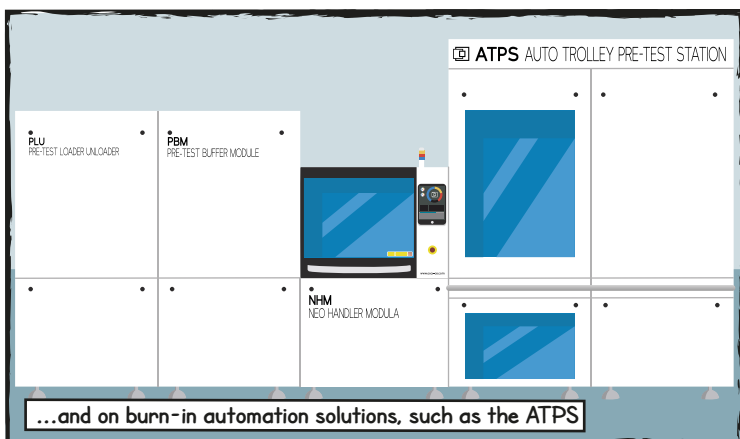 ATPS AUTO TROLLEY PRE-TEST STATION
PLU
PRE-TEST LOADER UNLOADER
PBM
PRE-TEST BUFFER MODULE
NHM
NEO HANDLER MODULA
...and on burn-in automation solutions, such as the ATPS